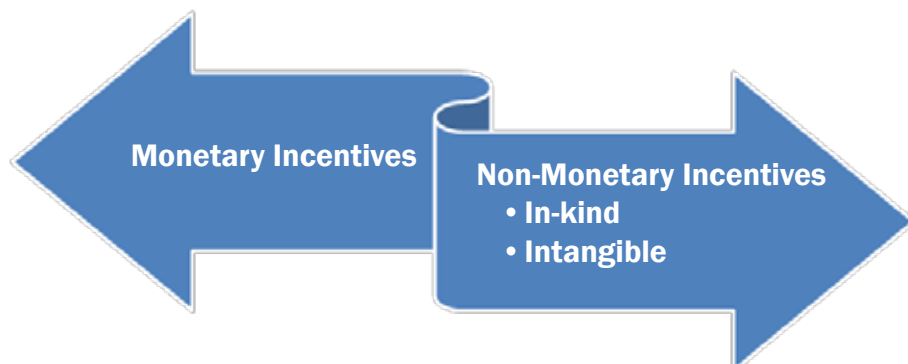 Monetary Incentives
Non-Monetary Incentives
• In-kind
• Intangible